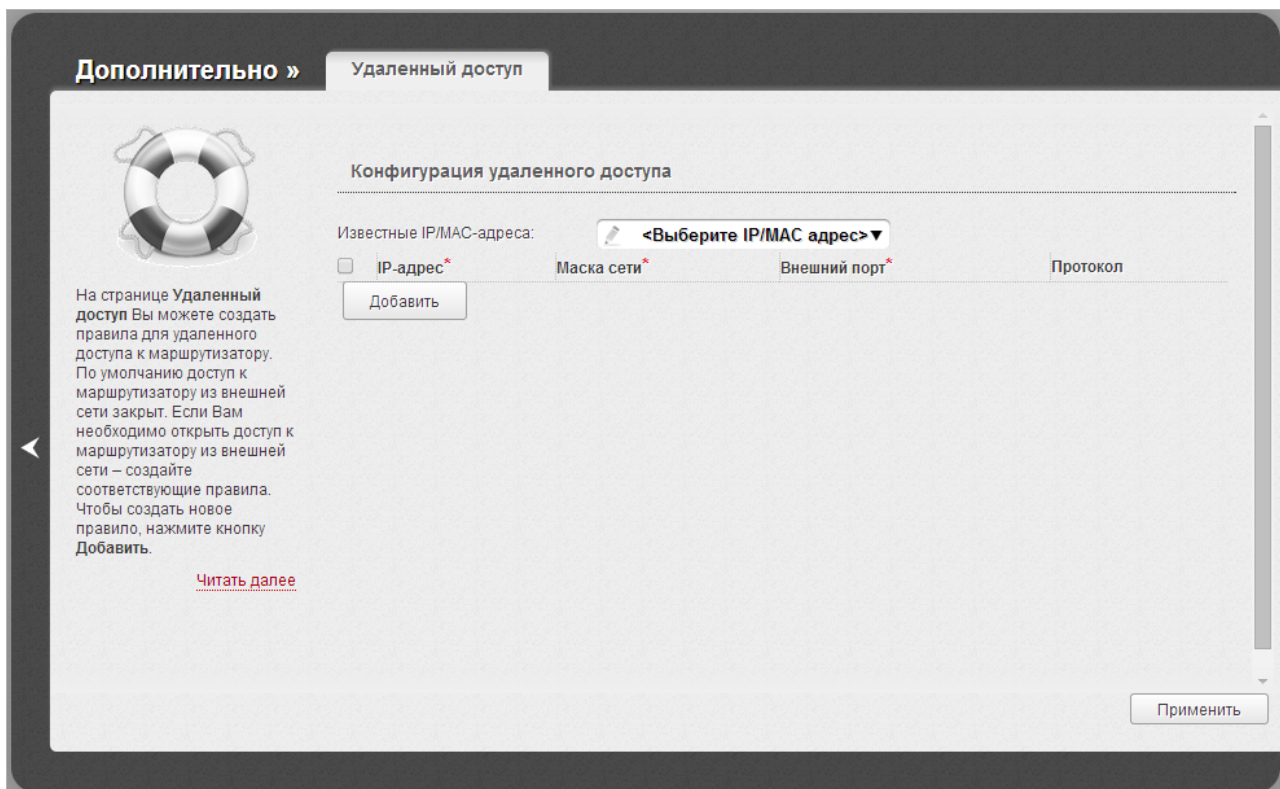 Дополнительно »
Удаленный доступ
На странице Удаленный
доступ Вы можете создать
правила для удаленного
доступа к маршрутизатору.
По умолчанию доступ к
маршрутизатору из внешней
сети закрыт. Если Вам
необходимо открыть доступ к
маршрутизатору из внешней
сети – создайте
соответствующие правила.
Чтобы создать новое
правило, нажмите кнопку
Добавить.
Читать далее
Конфигурация удаленного доступа
Известные IP/MAC-адреса: <Выберите IP/MAC адрес>▼
IP-адрес* Маска сети* Внешний порт* Протокол
Добавить
Применить